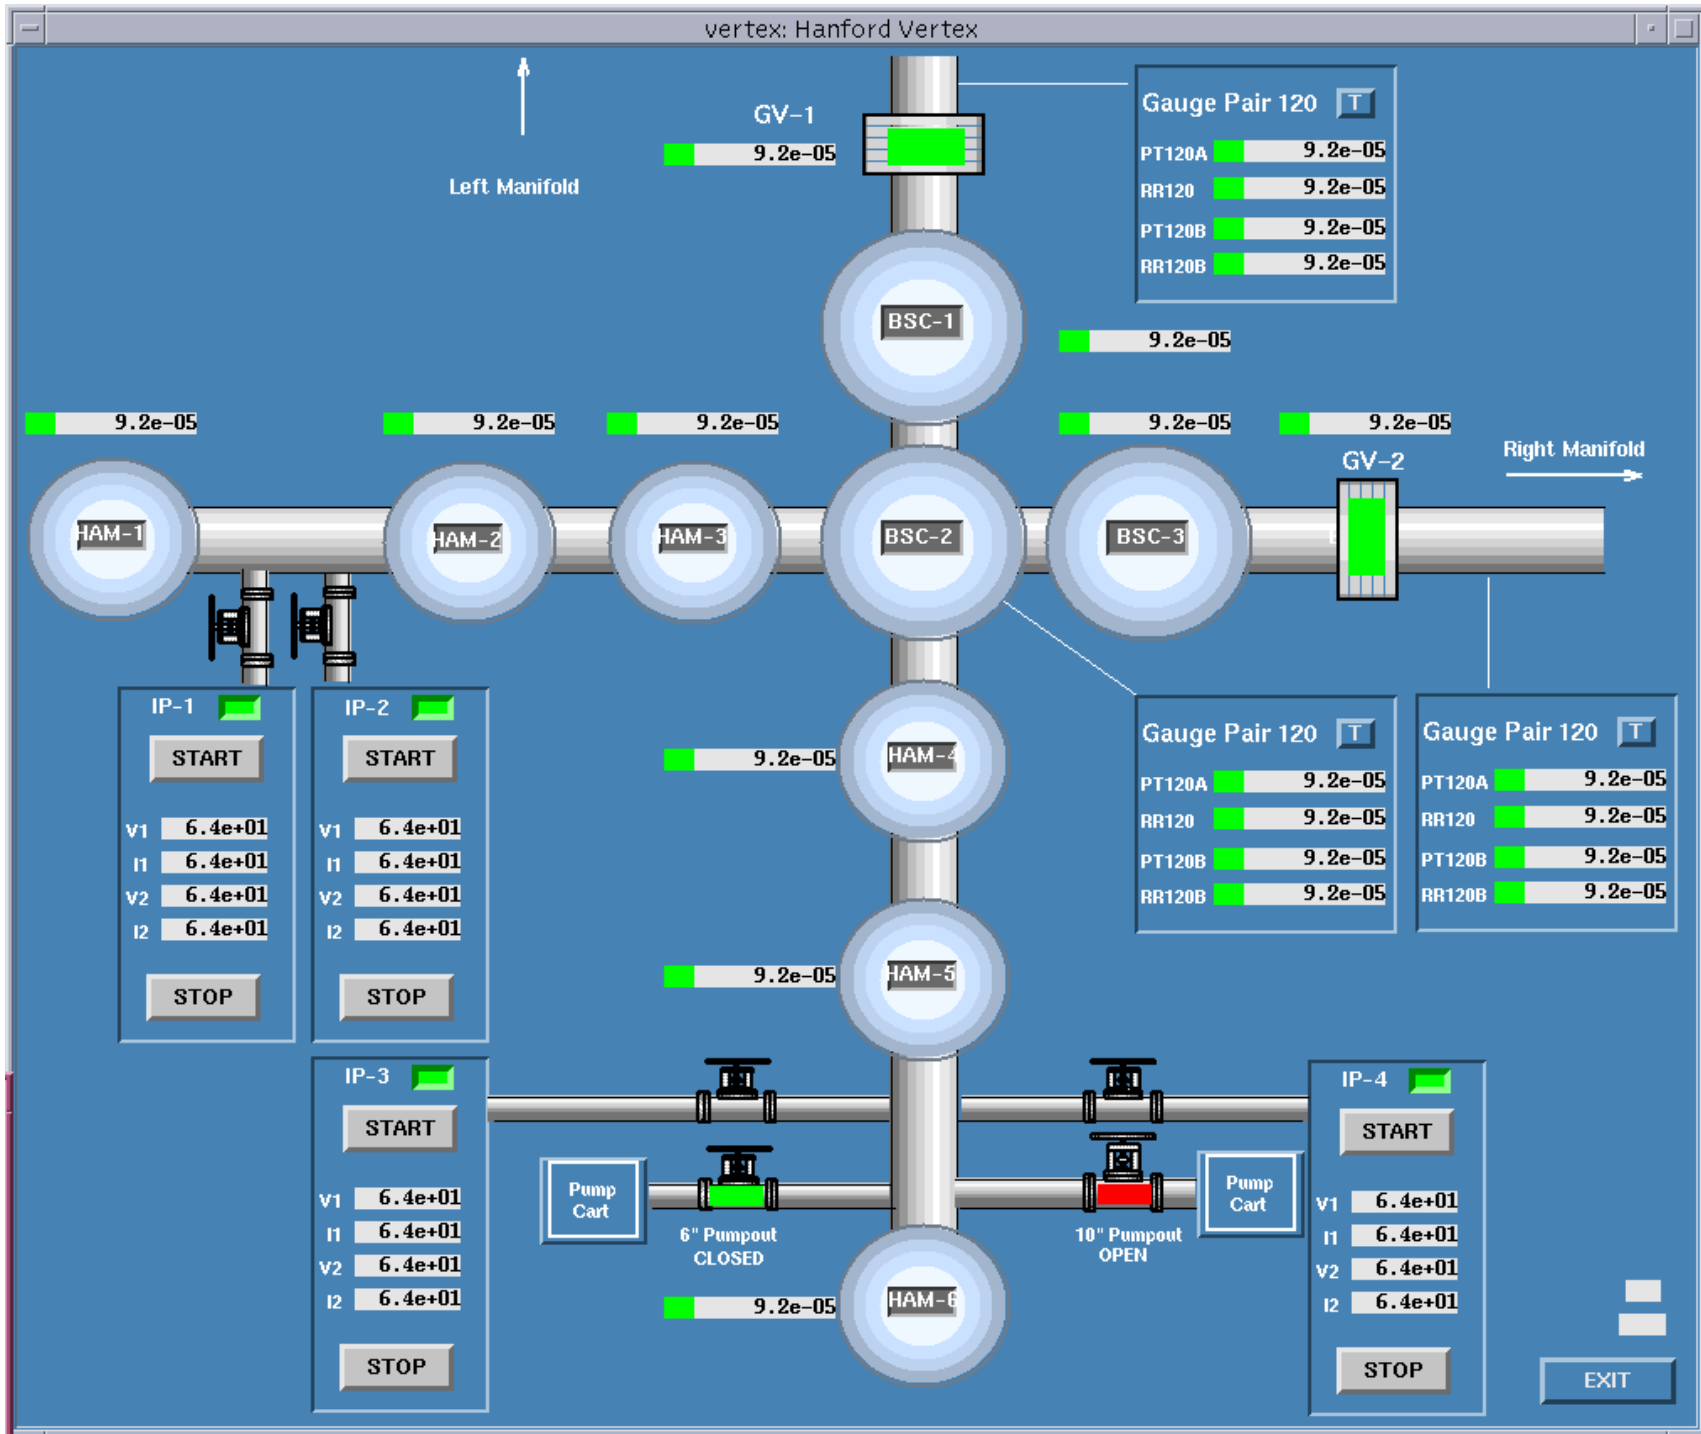 vertex: Hanford Vertex
GV-1
9.2e-05
Left Manifold
Gauge Pair 120 T
PT120A 9.2e-05
RR120 9.2e-05
PT120B 9.2e-05
RR120B 9.2e-05
BSC-1
9.2e-05
9.2e-05
9.2e-05
9.2e-05
9.2e-05
9.2e-05
GV-2
Right Manifold
HAM-1
HAM-2
HAM-3
BSC-2
BSC-3
IP-1
START
V1 6.4e+01
I1 6.4e+01
V2 6.4e+01
I2 6.4e+01
STOP
IP-2
START
V1 6.4e+01
I1 6.4e+01
V2 6.4e+01
I2 6.4e+01
STOP
9.2e-05
HAM-4
Gauge Pair 120 T
PT120A 9.2e-05
RR120 9.2e-05
PT120B 9.2e-05
RR120B 9.2e-05
Gauge Pair 120 T
PT120A 9.2e-05
RR120 9.2e-05
PT120B 9.2e-05
RR120B 9.2e-05
9.2e-05
HAM-5
IP-3
START
V1 6.4e+01
I1 6.4e+01
V2 6.4e+01
I2 6.4e+01
STOP
Pump
Cart
6" Pumpout
CLOSED
10" Pumpout
OPEN
Pump
Cart
9.2e-05
HAM-6
IP-4
START
V1 6.4e+01
I1 6.4e+01
V2 6.4e+01
I2 6.4e+01
STOP
EXIT